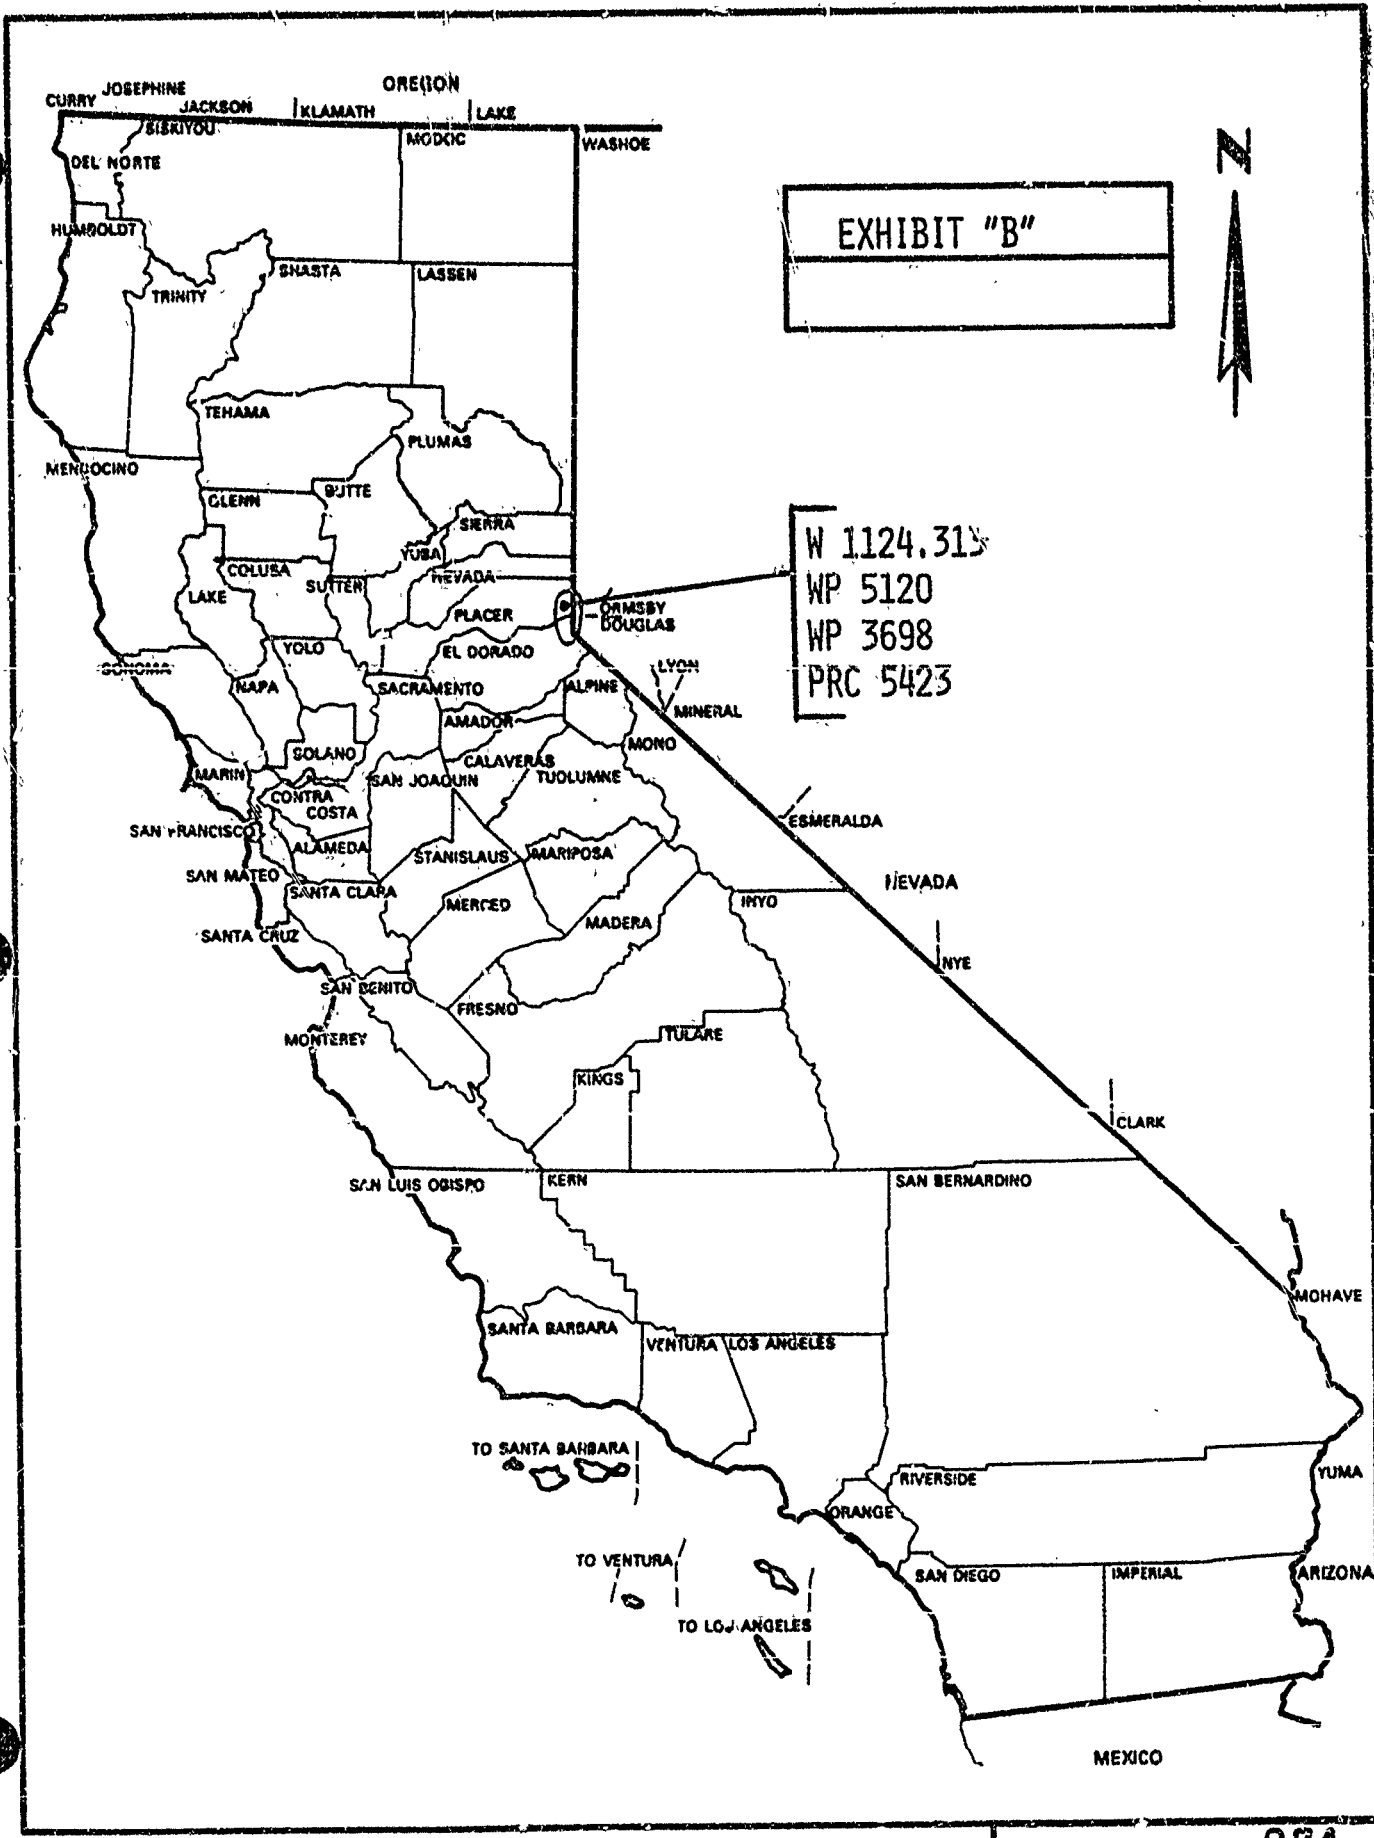 OREGON
JOSEPHINE
CURRY
JACKSON
KLAMATH
LAKE
SISKIYOU
MODOC
WASHOE
N
DEL NORTE
EXHIBIT "B"
HUMBOLDT
SHASTA
LASSEN
TRINITY
TEHAMA
PLUMAS
MENDOCINO
BUTTE
GLENN
SIERRA
W 1124.31
YUBA
COLUSA
SUTTER
NEVADA
WP 5120
LAKE
PLACER
ORMSBY
DOUGLAS
WP 3698
YOLO
EL DORADO
SONOMA
LYON
NAPA
SACRAMENTO
ALPINE
PRC 5423
AMADOR
MINERAL
SOLANO
CALAVERAS
MONO
MARIN
SAN JOAQUIN
TUOLUMNE
CONTRA
COSTA
SAN FRANCISCO
ESMERALDA
ALAMEDA
STANISLAUS
MARIPOSA
SAN MATEO
SANTA CLARA
NEVADA
MERCED
INYO
SANTA CRUZ
MADERA
NYE
SAN BENITO
FRESNO
MONTEREY
TULARE
KINGS
CLARK
SAN LUIS OBISPO
KERN
SAN BERNARDINO
MOHAVE
SANTA BARBARA
VENTURA
LOS ANGELES
TO SANTA BARBARA
RIVERSIDE
YUMA
ORANGE
TO VENTURA
SAN DIEGO
IMPERIAL
ARIZONA
TO LOS ANGELES
MEXICO